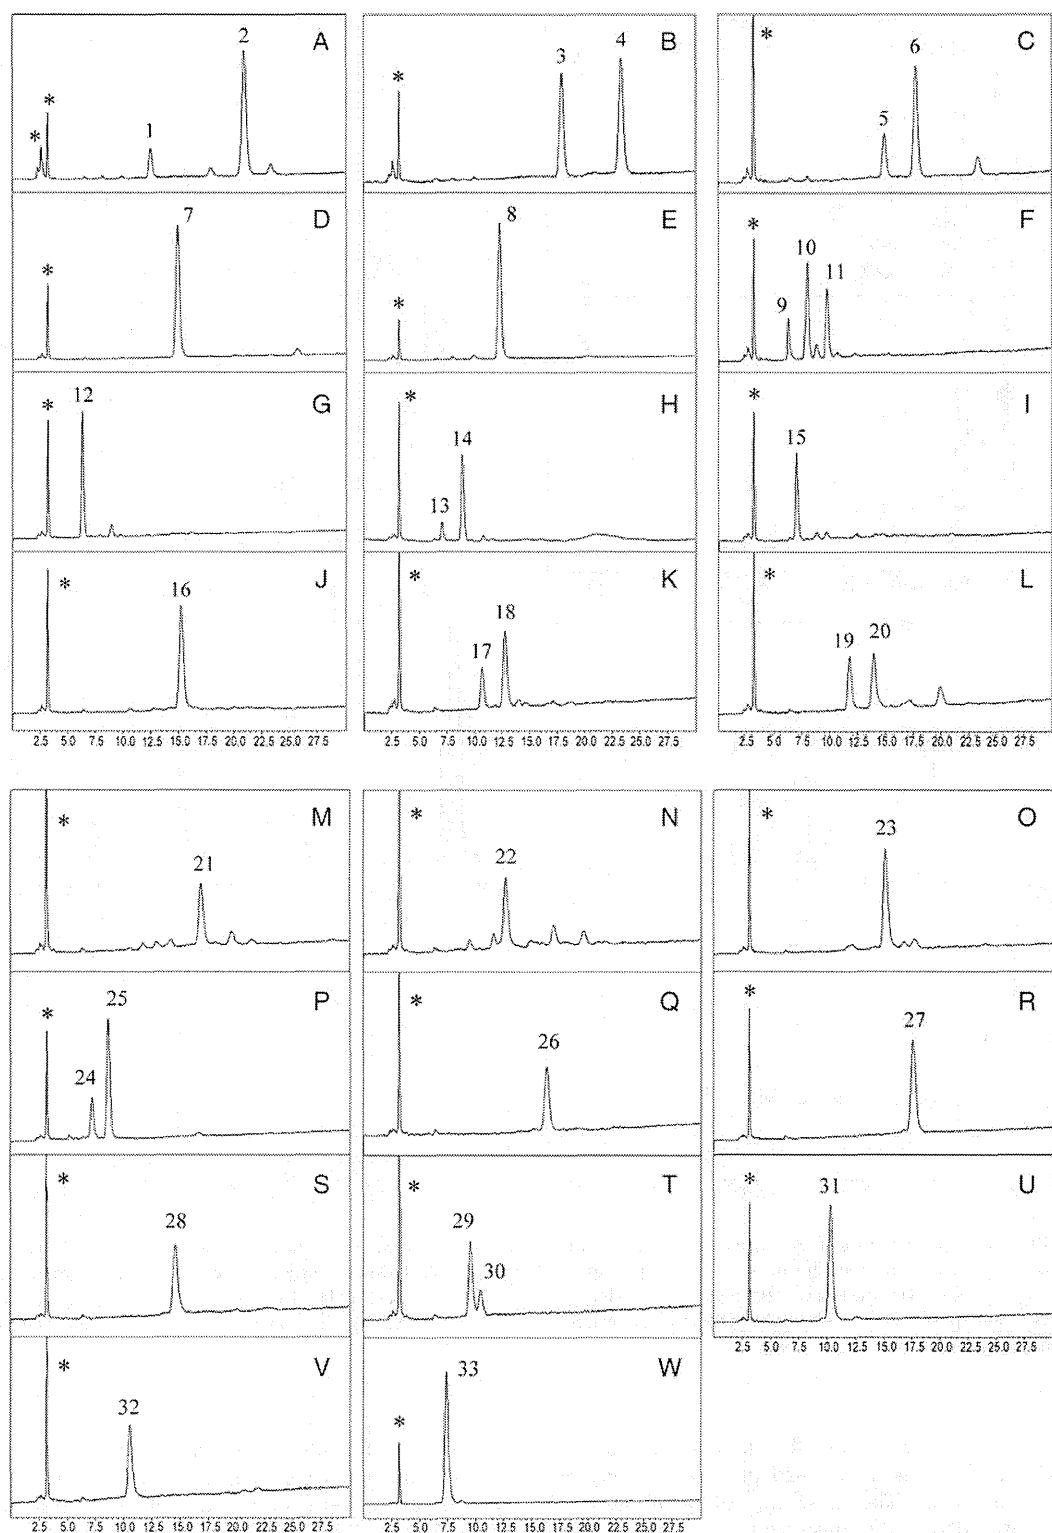 2 A
* 1
*
B 3 4
*
* C
6
5
D 7
*
E 8
*
F
* 10
11
9
G 12
*
H
* 14
13
I
* 15
J
* 16
K
* 18
17
L
* 19 20
2.5 5.0 7.5 10.0 12.5 15.0 17.5 20.0 22.5 25.0 27.5
2.5 5.0 7.5 10.0 12.5 15.0 17.5 20.0 22.5 25.0 27.5
2.5 5.0 7.5 10.0 12.5 15.0 17.5 20.0 22.5 25.0 27.5
M
* 21
N
* 22
O
* 23
P
25
*
24
Q
* 26
R
* 27
S
* 28
T
* 29
30
U
* 31
2.5 5.0 7.5 10.0 12.5 15.0 17.5 20.0 22.5 25.0 27.5
V
* 32
W
33
*
2.5 5.0 7.5 10.0 12.5 15.0 17.5 20.0 22.5 25.0 27.5
2.5 5.0 7.5 10.0 12.5 15.0 17.5 20.0 22.5 25.0 27.5